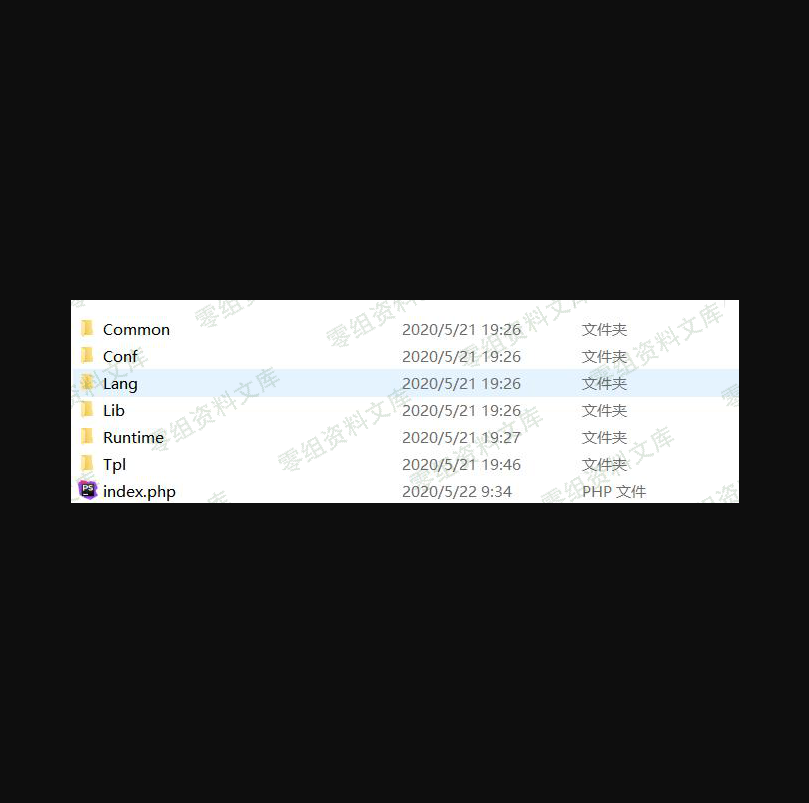 Common 2020/5/21 19:26 文件夹
Conf 2020/5/21 19:26 文件夹
Lang 2020/5/21 19:26 文件夹
Lib 2020/5/21 19:26 文件夹
Runtime 2020/5/21 19:27 文件夹
Tpl 2020/5/21 19:46 文件夹
PS index.php 2020/5/22 9:34 PHP 文件
零组资料文库